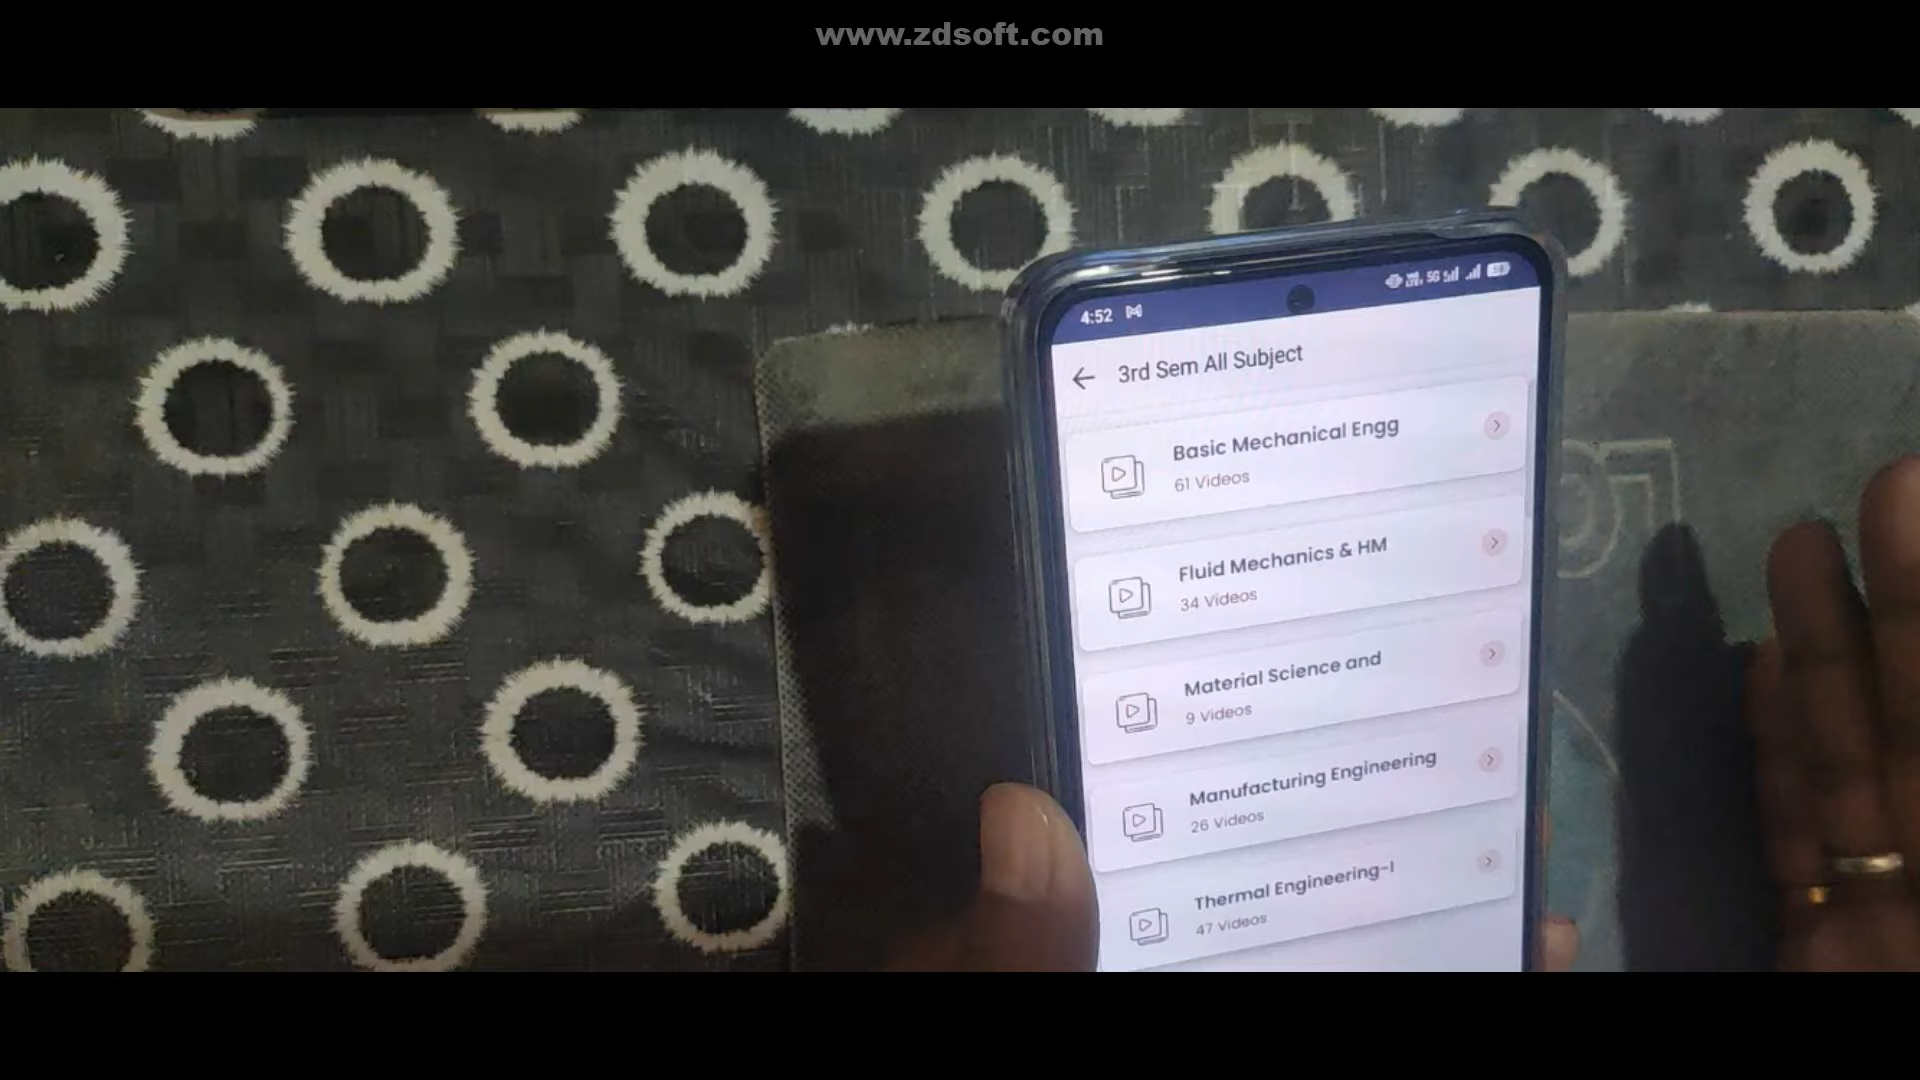 www.zdsoft.com
4:52
5G
3rd Sem All Subject
Basic Mechanical Engg
61 Videos
Fluid Mechanics & HM
34 Videos
Material Science and
9 Videos
Manufacturing Engineering
26 Videos
Thermal Engineering-I
47 Videos